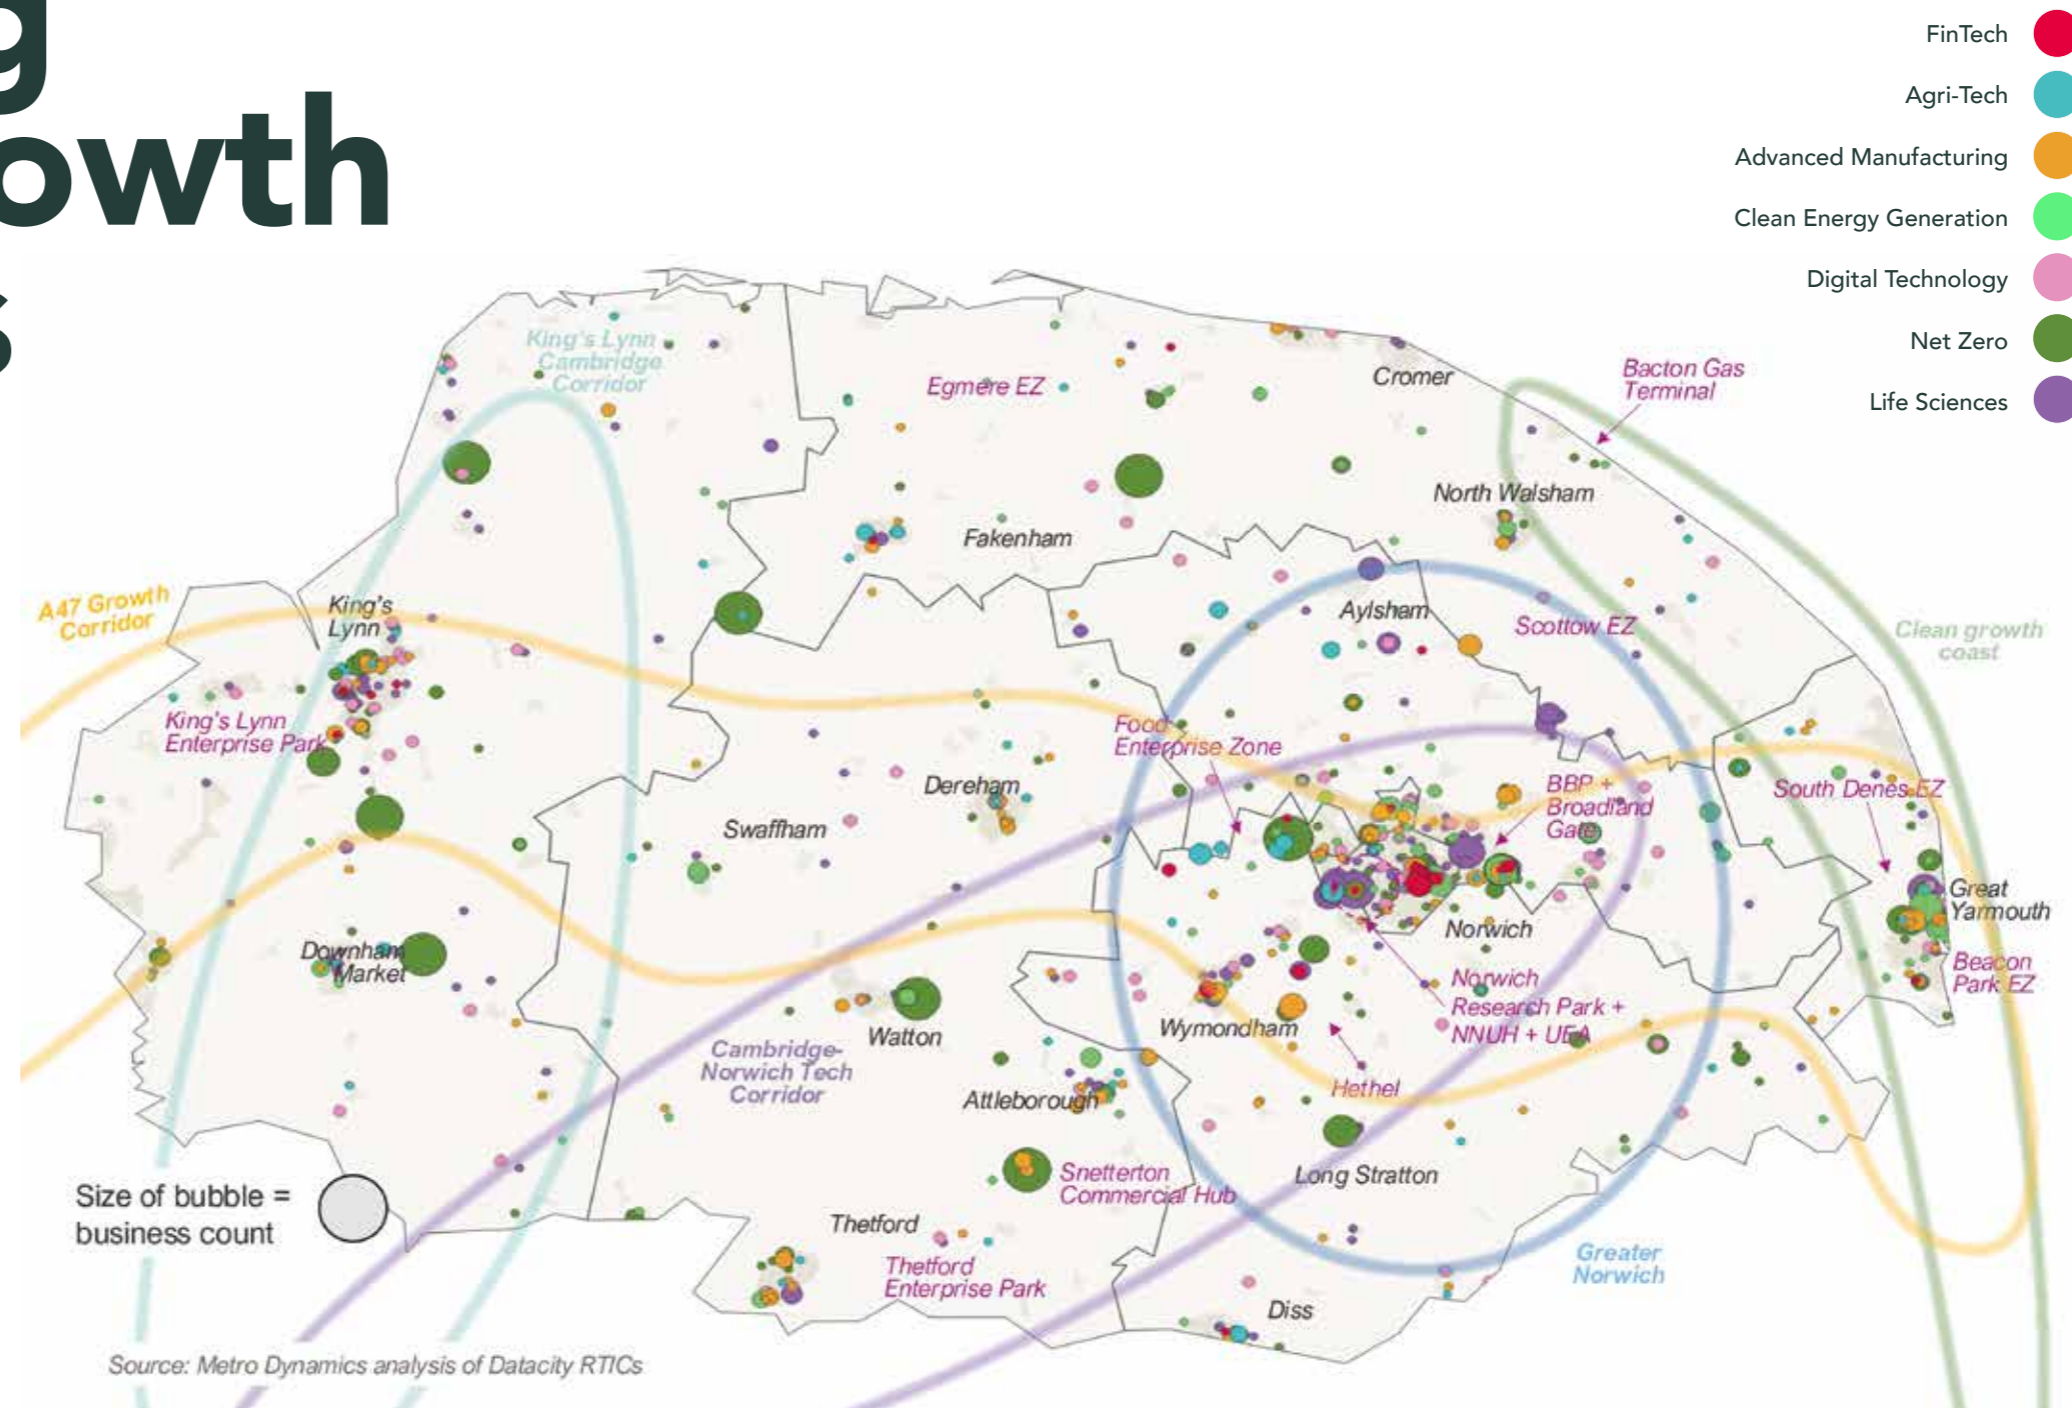 g
owth
s
FinTech
Agri-Tech
Advanced Manufacturing
Clean Energy Generation
Digital Technology
Net Zero
Life Sciences
King's Lynn
Cambridge
Corridor
Egmere EZ
Cromer
Bacton Gas
Terminal
North Walsham
Fakenham
A47 Growth
Corridor
King's
Lynn
Aylsham
Scottow EZ
Clean growth
coast
King's Lynn
Enterprise Park
Food
Enterprise Zone
Dereham
Swaffham
BBP +
Broadland
Gate
South Denes EZ
Great
Yarmouth
Norwich
Downham
Market
Beacon
Park EZ
Norwich
Research Park +
NNUH + UEA
Watton
Wymondham
Cambridge-
Norwich Tech
Corridor
Attleborough
Hethel
Snetterton
Commercial Hub
Long Stratton
Size of bubble =
business count
Thetford
Thetford
Enterprise Park
Greater
Norwich
Diss
Source: Metro Dynamics analysis of Datacity RTICs